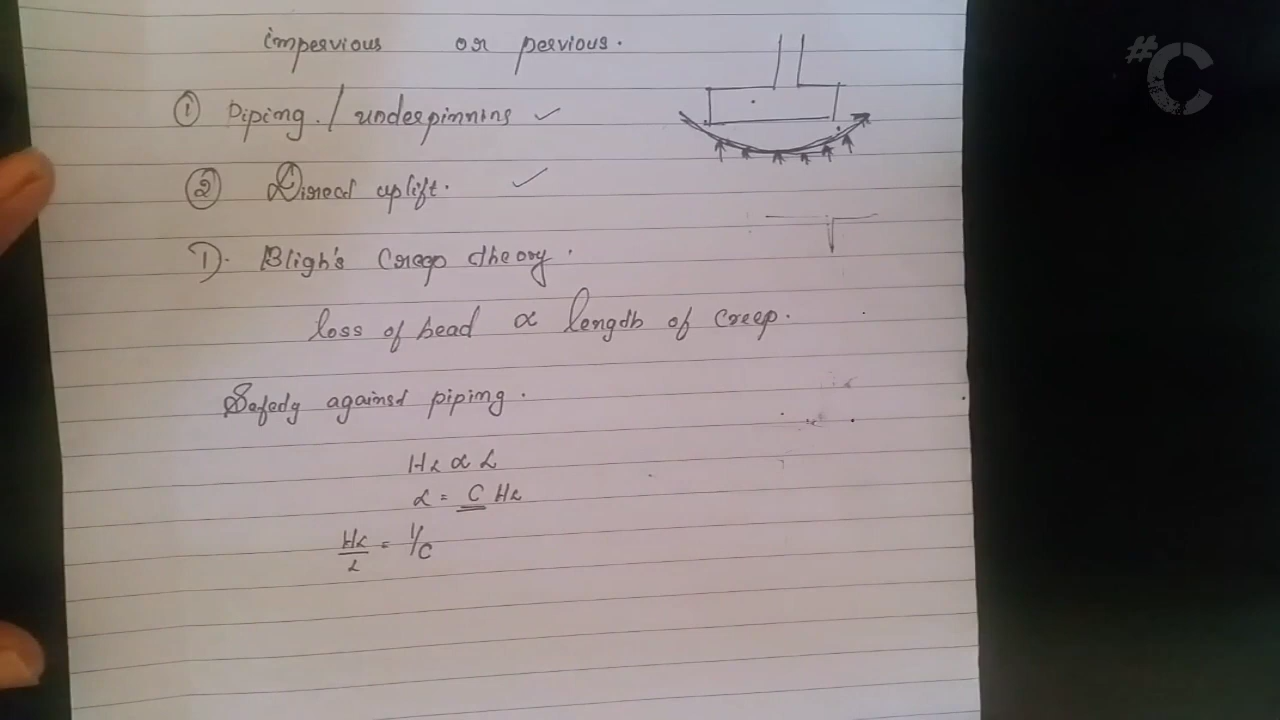 impervious or pervious.
#C
① Piping. / underpinning ✓
② Direct uplift. ✓
1). Bligh's Creep theory.
loss of head ∝ length of creep.
Safety against piping.
HL ∝ L
L = C HL
HL/L = 1/C